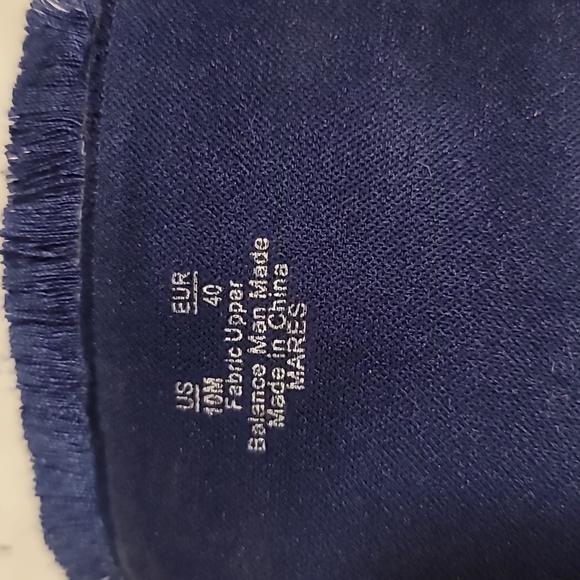 US EUR
10M 40
Fabric Upper
Balance Man Made
Made in China
MARES